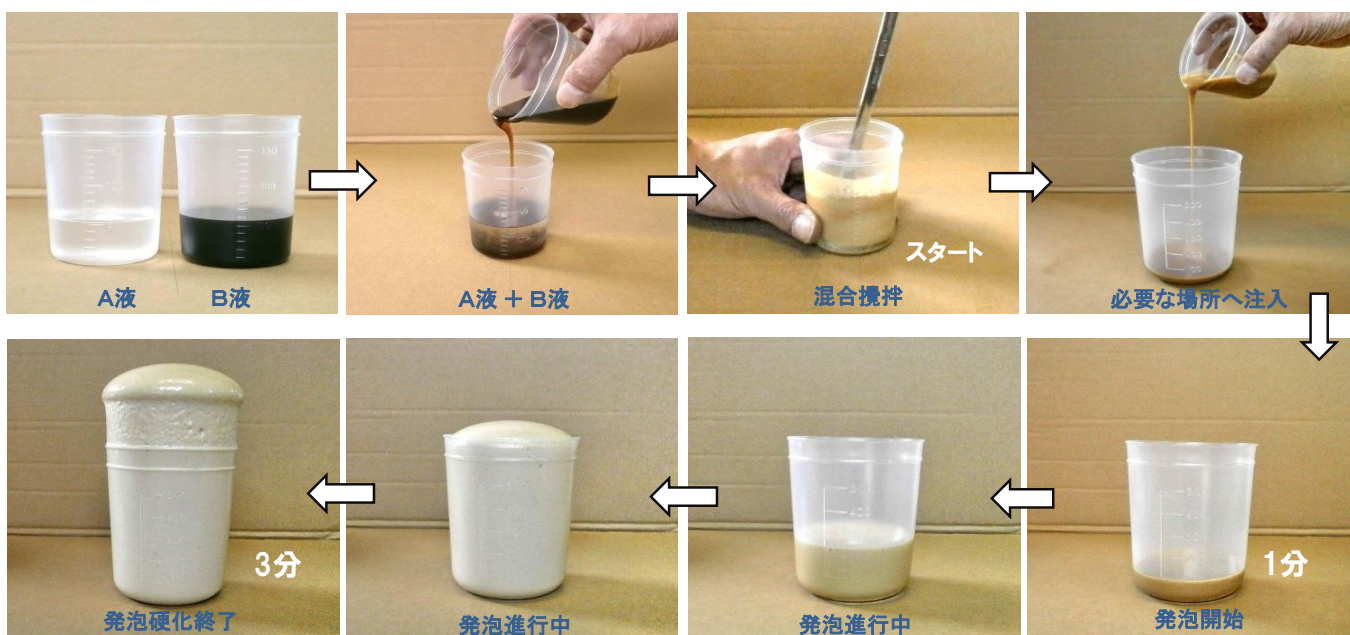 A液
B液
A液 + B液
スタート
混合攪拌
必要な場所へ注入
1分
発泡開始
発泡進行中
発泡進行中
3分
発泡硬化終了